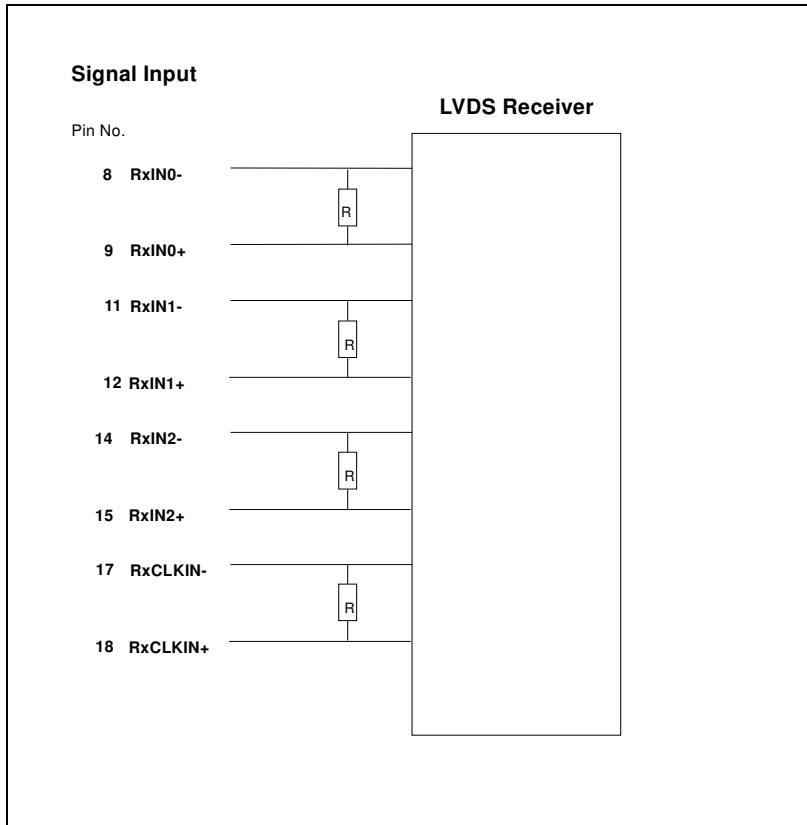 Signal Input
LVDS Receiver
Pin No.
8 RxIN0-
R
9 RxIN0+
11 RxIN1-
R
12 RxIN1+
14 RxIN2-
R
15 RxIN2+
17 RxCLKIN-
R
18 RxCLKIN+